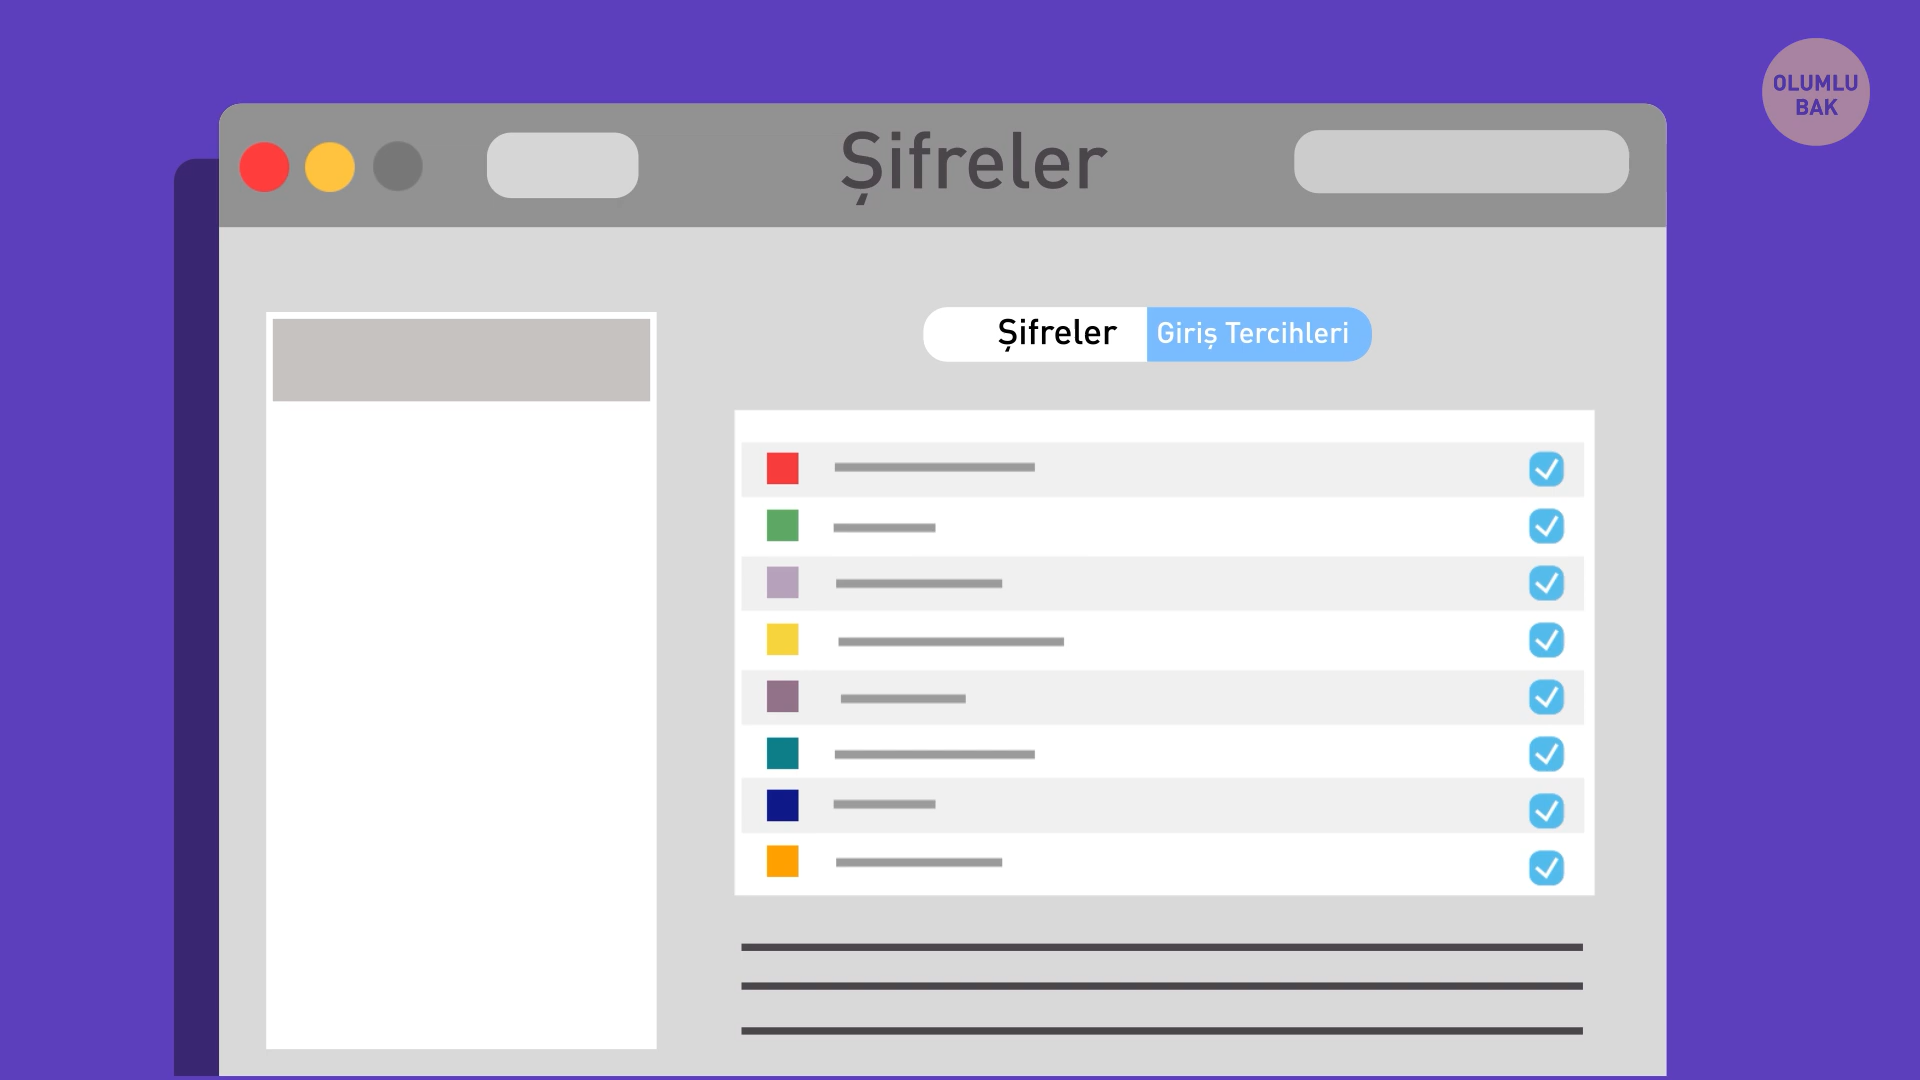 OLUMLU
BAK
Şifreler
Şifreler
Giriş Tercihleri